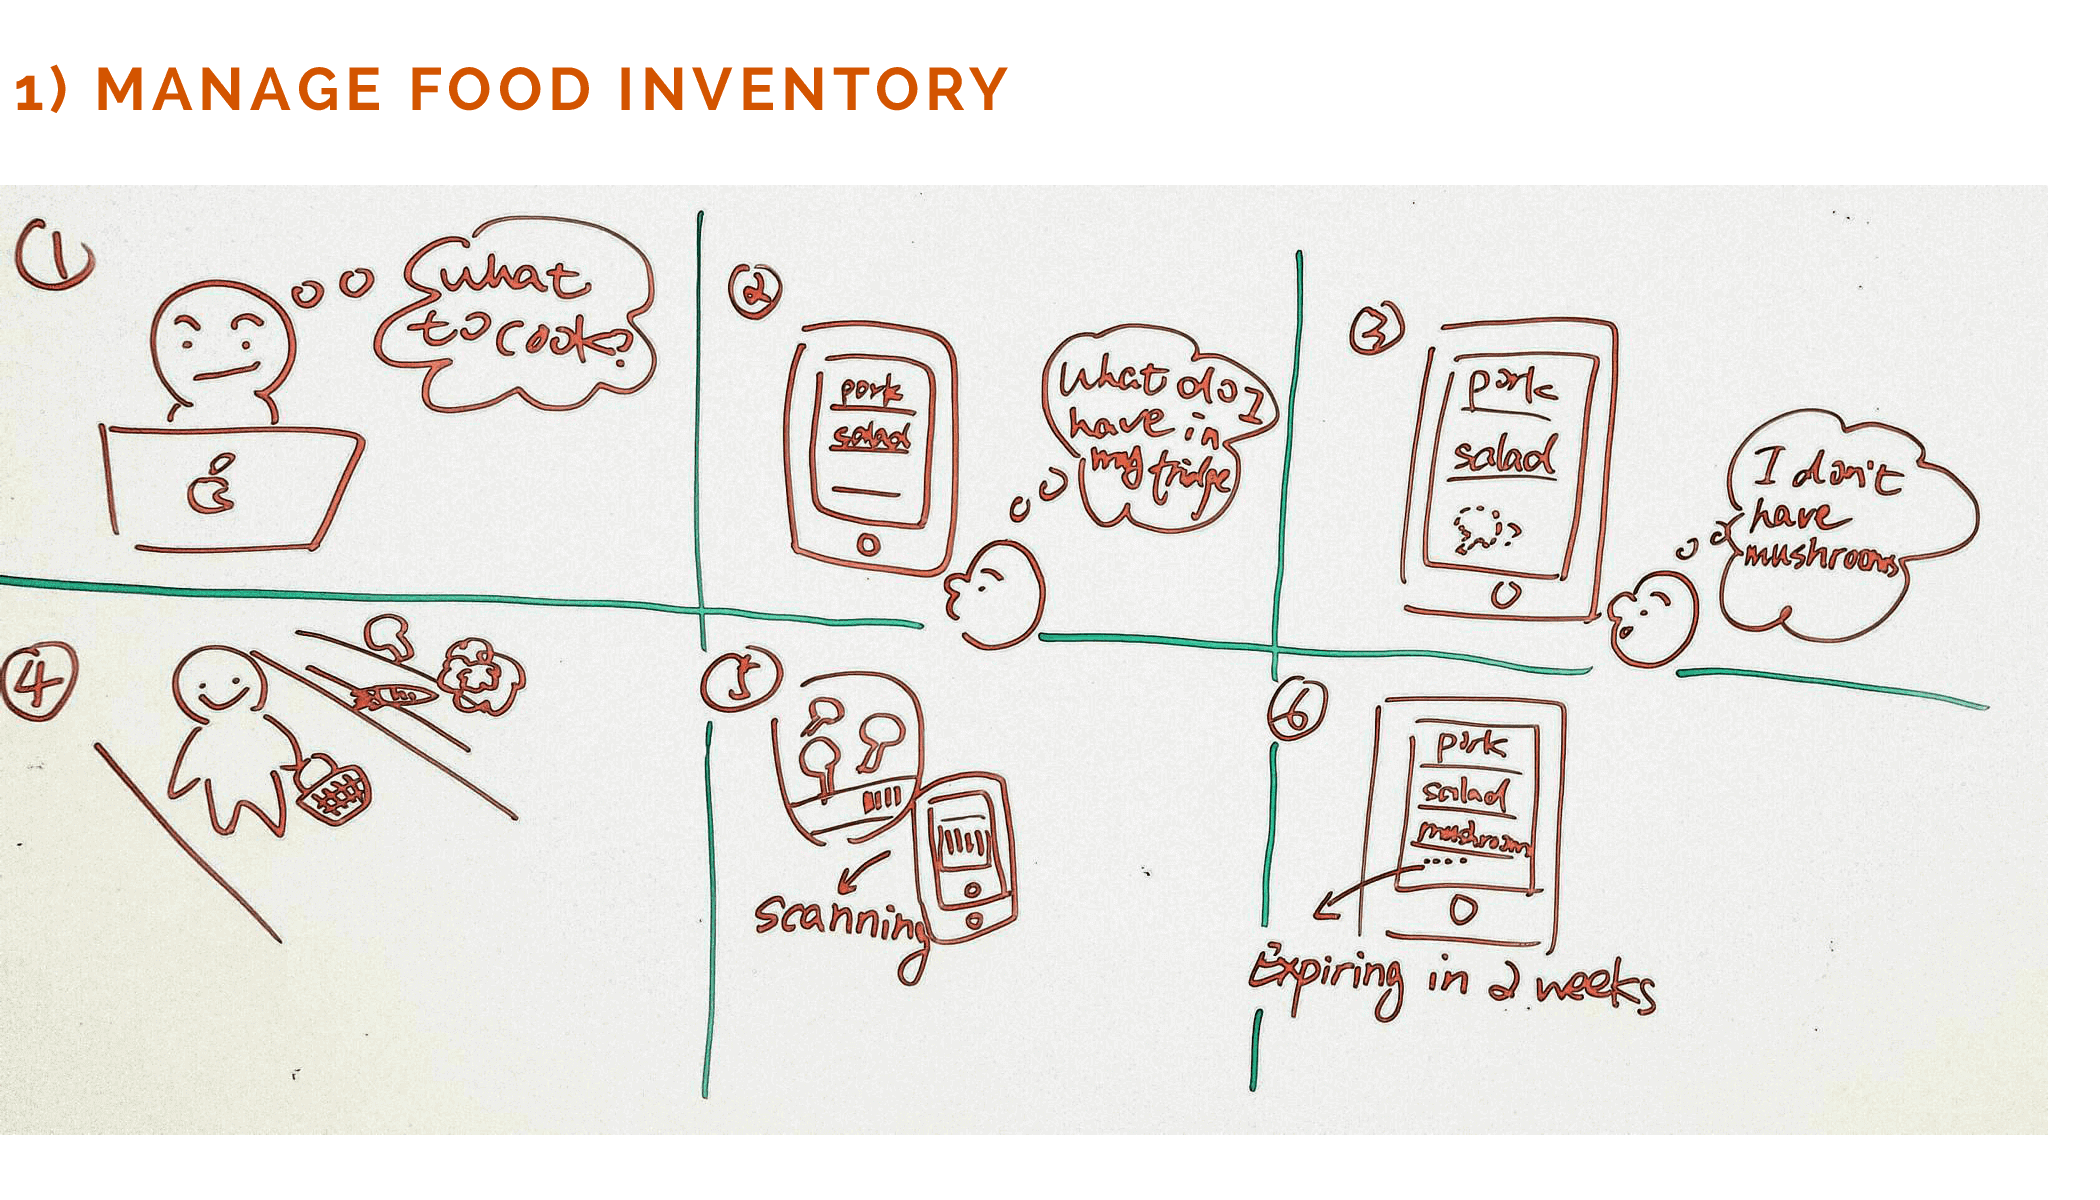 1) MANAGE FOOD INVENTORY
1
what
to cook?
2
pork
salad
What do I
have in
my fridge
3
pork
salad
I don't
have
mushrooms
4
5
scanning
6
pork
salad
mushroom
Expiring in 2 weeks